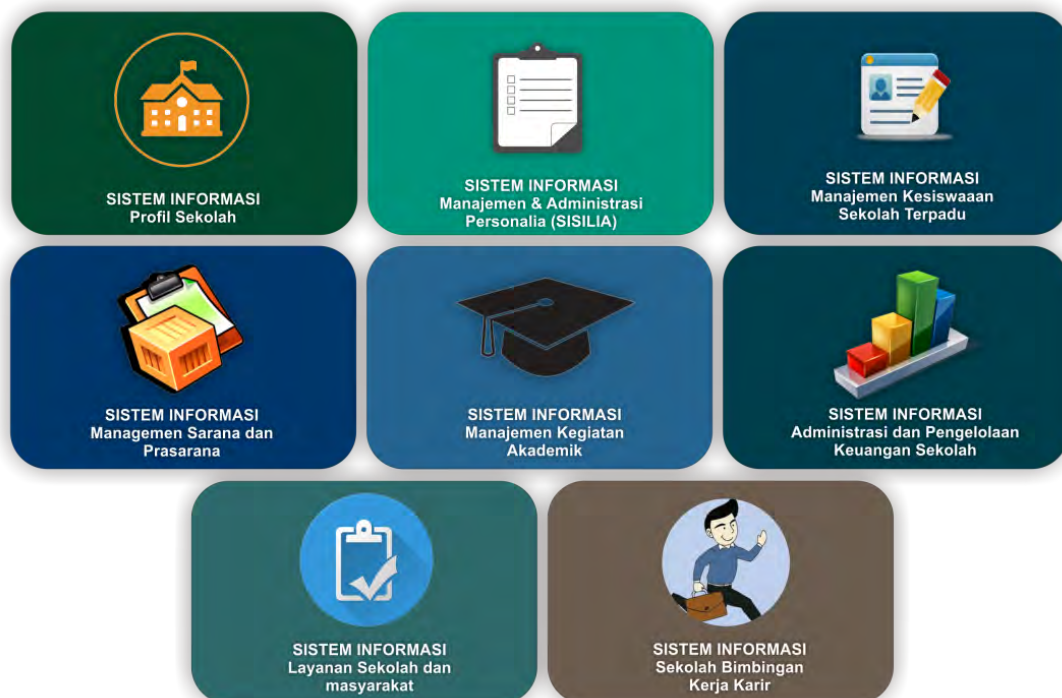 SISTEM INFORMASI
Profil Sekolah
SISTEM INFORMASI
Manajemen & Administrasi
Personalia (SISILIA)
SISTEM INFORMASI
Manajemen Kesiswaaan
Sekolah Terpadu
SISTEM INFORMASI
Managemen Sarana dan
Prasarana
SISTEM INFORMASI
Manajemen Kegiatan
Akademik
SISTEM INFORMASI
Administrasi dan Pengelolaan
Keuangan Sekolah
SISTEM INFORMASI
Layanan Sekolah dan
masyarakat
SISTEM INFORMASI
Sekolah Bimbingan
Kerja Karir